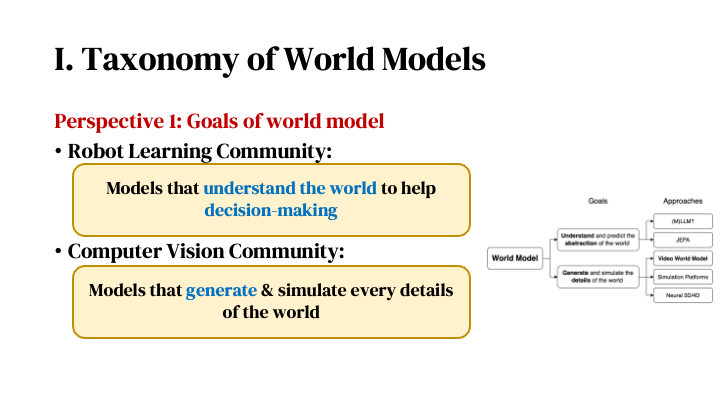 I. Taxonomy of World Models
Perspective 1: Goals of world model
• Robot Learning Community:
Models that understand the world to help
decision-making
• Computer Vision Community:
Models that generate & simulate every details
of the world
Goals
Approaches
World Model
Understand and predict the
abstraction of the world
Generate and simulate the
details of the world
(M)LLM?
JEPA
Video World Model
Simulation Platforms
Neural 3D/4D